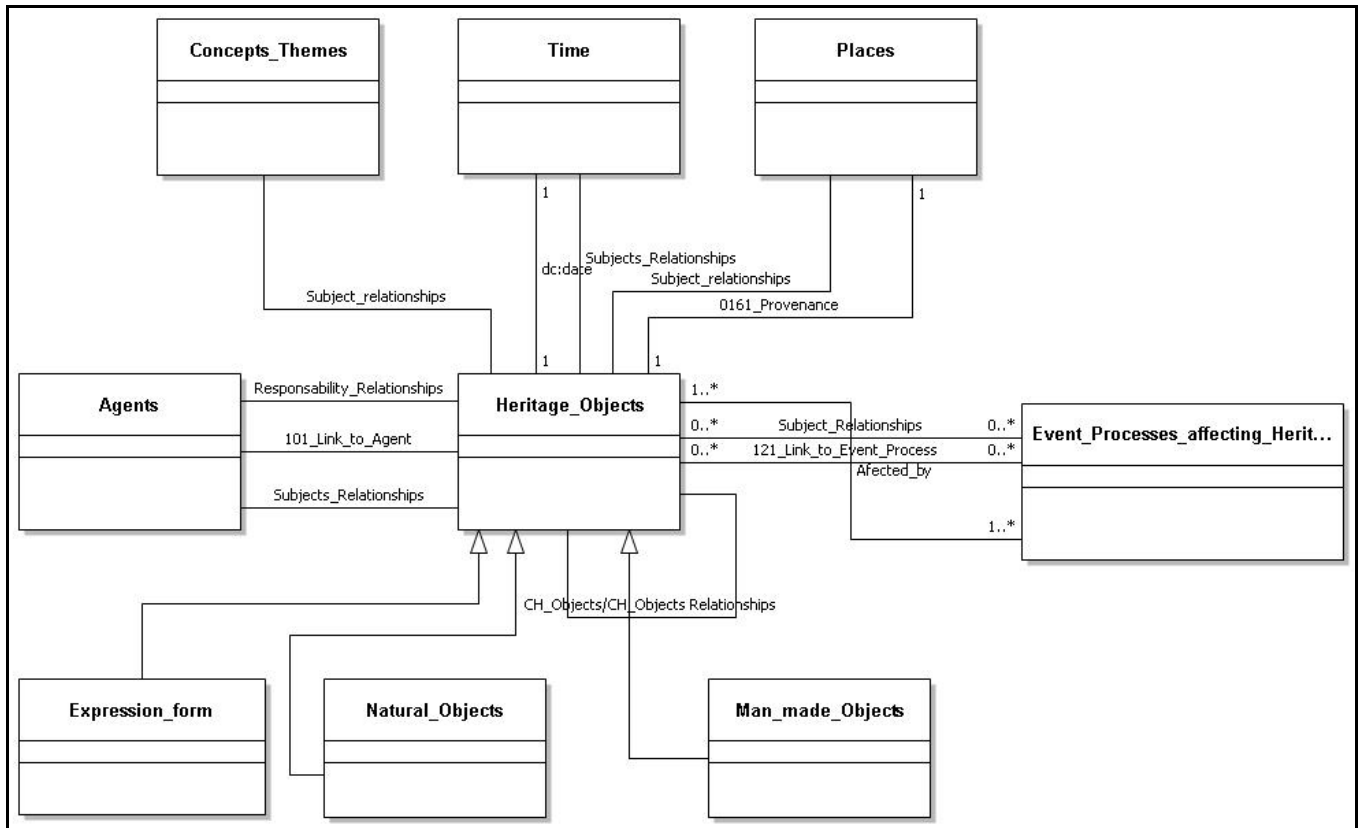 Concepts_Themes
Time
Places
1
1
Subjects_Relationships
dc:date
Subject_relationships
Subject_relationships
0161_Provenance
1
1
Agents
Responsability_Relationships
101_Link_to_Agent
Subjects_Relationships
Heritage_Objects
1..*
0..* Subject_Relationships 0..*
0..* 121_Link_to_Event_Process 0..*
Afected_by
1..*
Event_Processes_affecting_Herit...
CH_Objects/CH_Objects Relationships
Expression_form
Natural_Objects
Man_made_Objects